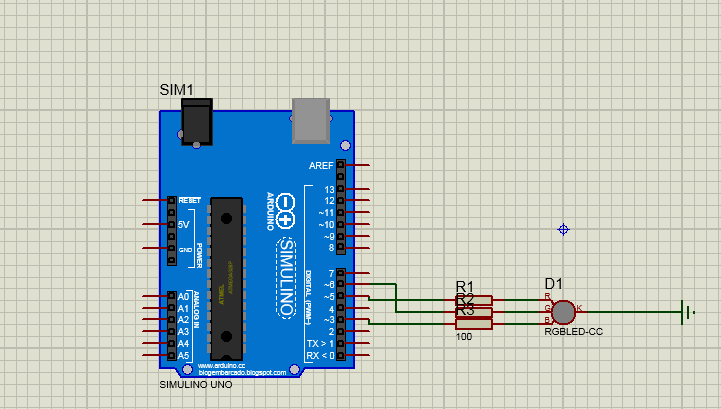 SIM1
AREF
13
RESET
12
~11
5V
~10
~9
GND
8
POWER
ARDUINO
SIMULINO
7
~6
~5
4
~3
2
TX > 1
RX < 0
DIGITAL (PWM~)
A0
A1
A2
A3
A4
A5
ANALOG IN
ATMEL
www.arduino.cc
blogembarcado.blogspot.com
SIMULINO UNO
R1
R2
R3
100
D1
R
G
B
K
RGBLED-CC